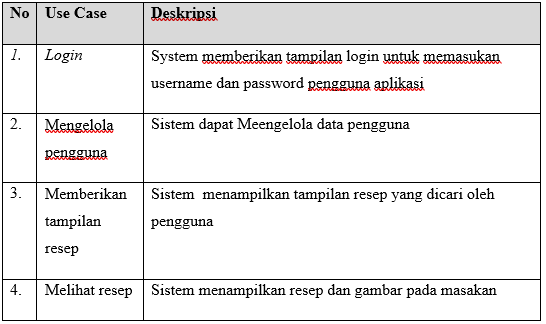 No Use Case Deskripsi
1. Login System memberikan tampilan login untuk memasukan
username dan password pengguna aplikasi
2. Mengelola Sistem dapat Meengelola data pengguna
pengguna
3. Memberikan Sistem menampilkan tampilan resep yang dicari oleh
tampilan pengguna
resep
4. Melihat resep Sistem menampilkan resep dan gambar pada masakan